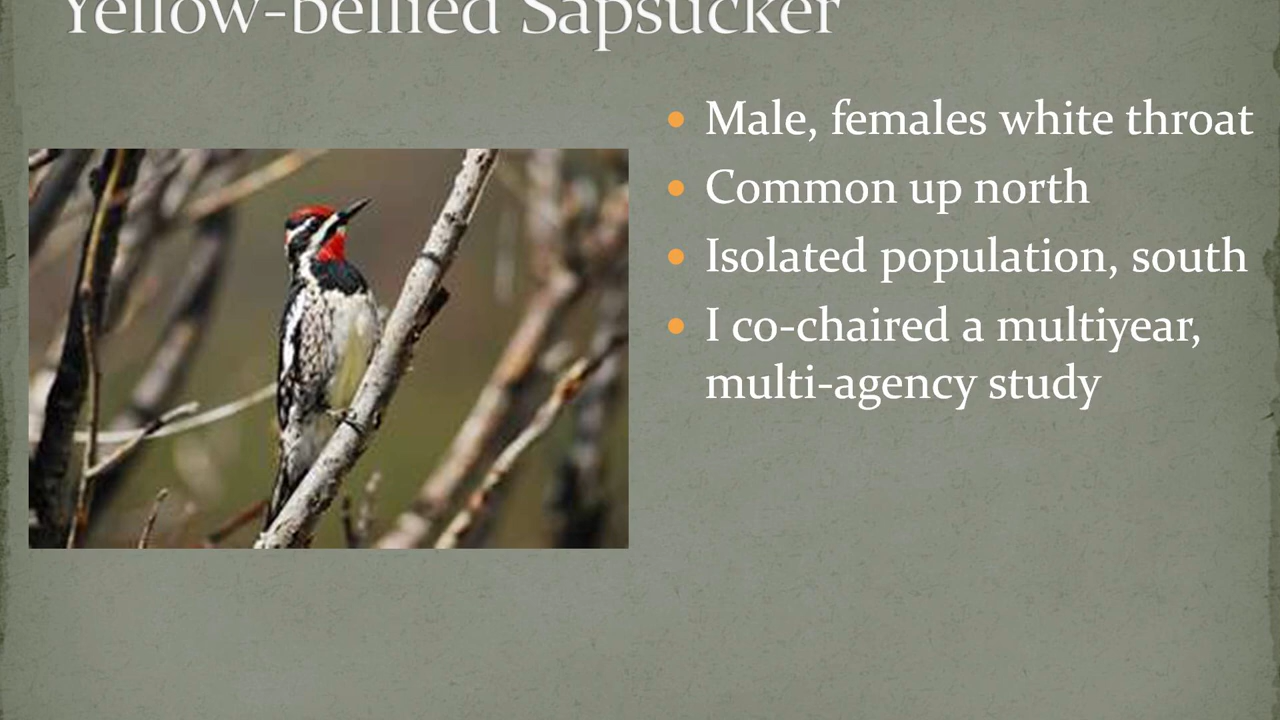 Yellow-bellied Sapsucker
Male, females white throat
Common up north
Isolated population, south
I co-chaired a multiyear,
multi-agency study